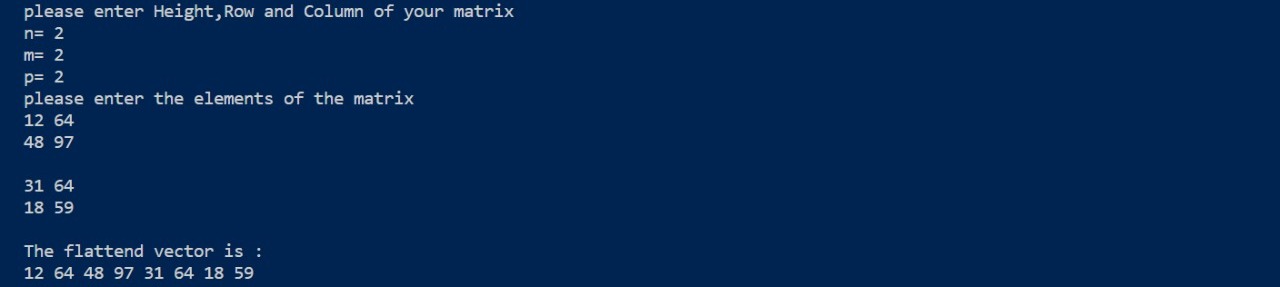 please enter Height,Row and Column of your matrix
n= 2
m= 2
p= 2
please enter the elements of the matrix
12 64
48 97
31 64
18 59
The flattend vector is :
12 64 48 97 31 64 18 59